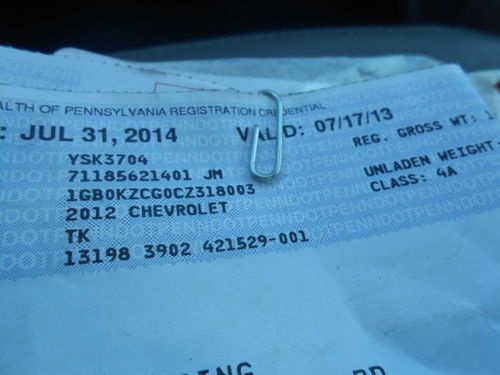 ALTH OF PENNSYLVANIA REGISTRATION CREDENTIAL
: JUL 31, 2014 VALID: 07/17/13
REG. GROSS WT: 1
YSK3704
71185621401 JM
UNLADEN WEIGHT:
1GB0KZCG0CZ318003
CLASS: 4A
2012 CHEVROLET
TK
13198 3902 421529-001